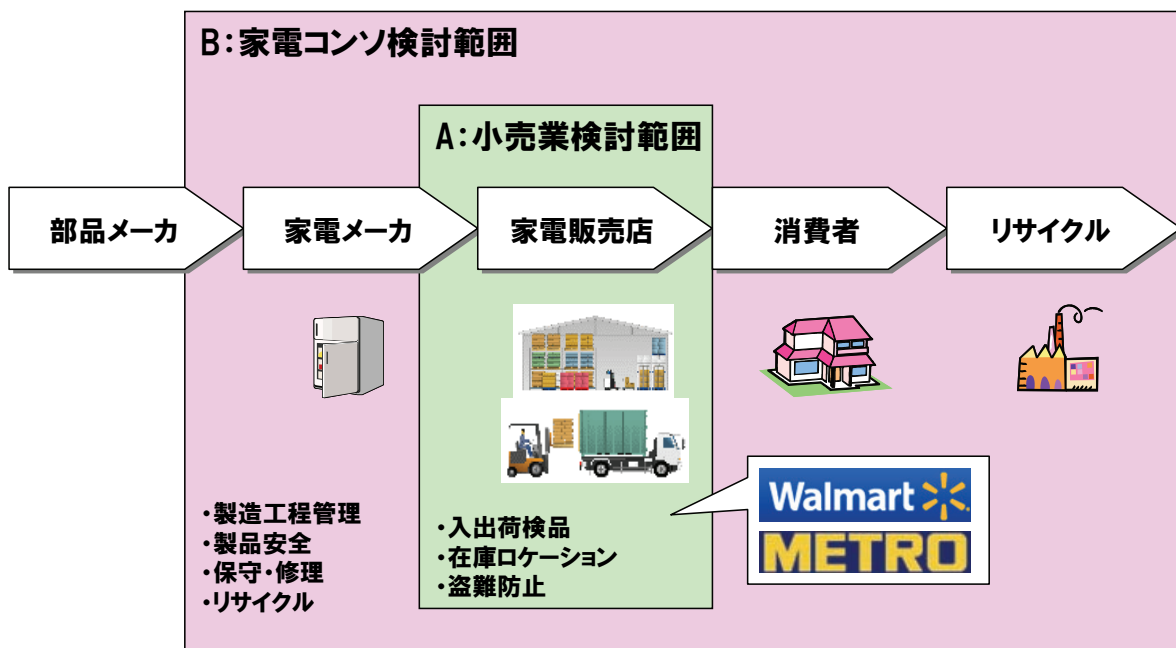 B:家電コンソ検討範囲
A:小売業検討範囲
部品メーカ
家電メーカ
家電販売店
消費者
リサイクル
・製造工程管理
・製品安全
・保守・修理
・リサイクル
・入出荷検品
・在庫ロケーション
・盗難防止
Walmart
METRO